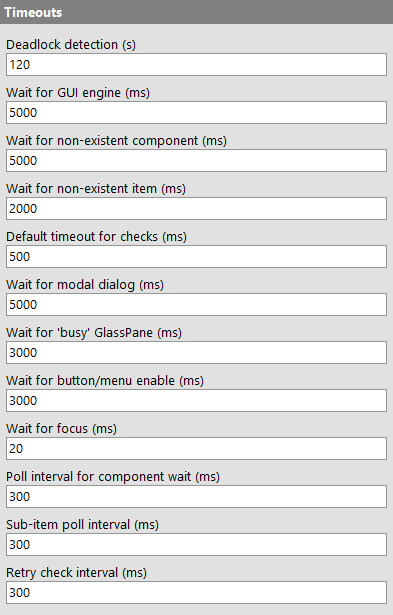 Timeouts
Deadlock detection (s)
120
Wait for GUI engine (ms)
5000
Wait for non-existent component (ms)
5000
Wait for non-existent item (ms)
2000
Default timeout for checks (ms)
500
Wait for modal dialog (ms)
5000
Wait for 'busy' GlassPane (ms)
3000
Wait for button/menu enable (ms)
3000
Wait for focus (ms)
20
Poll interval for component wait (ms)
300
Sub-item poll interval (ms)
300
Retry check interval (ms)
300